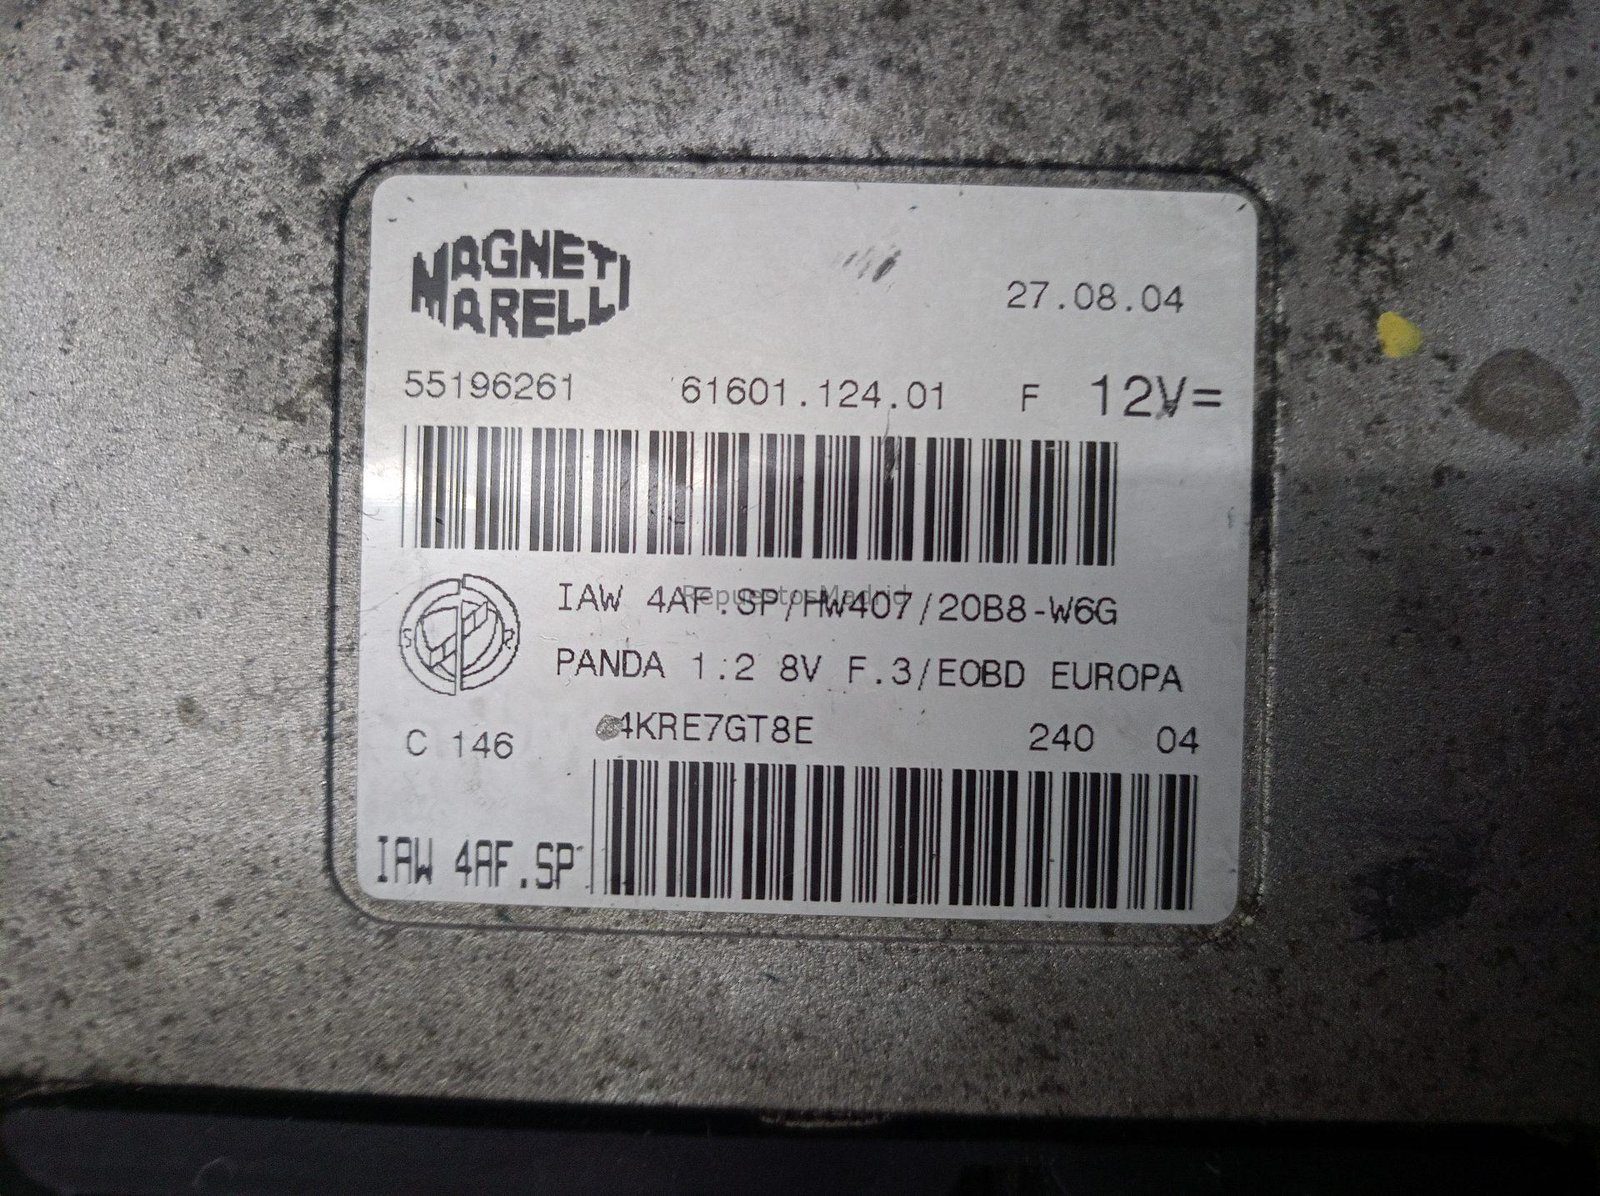 MAGNETI
MARELLI
27.08.04
55196261 61601.124.01 F 12V=
IAW 4AF.SP/HW407/20B8-W6G
RepuestosMadrid
PANDA 1.2 8V F.3/EOBD EUROPA
C 146 4KRE7GT8E 240 04
IAW 4AF.SP